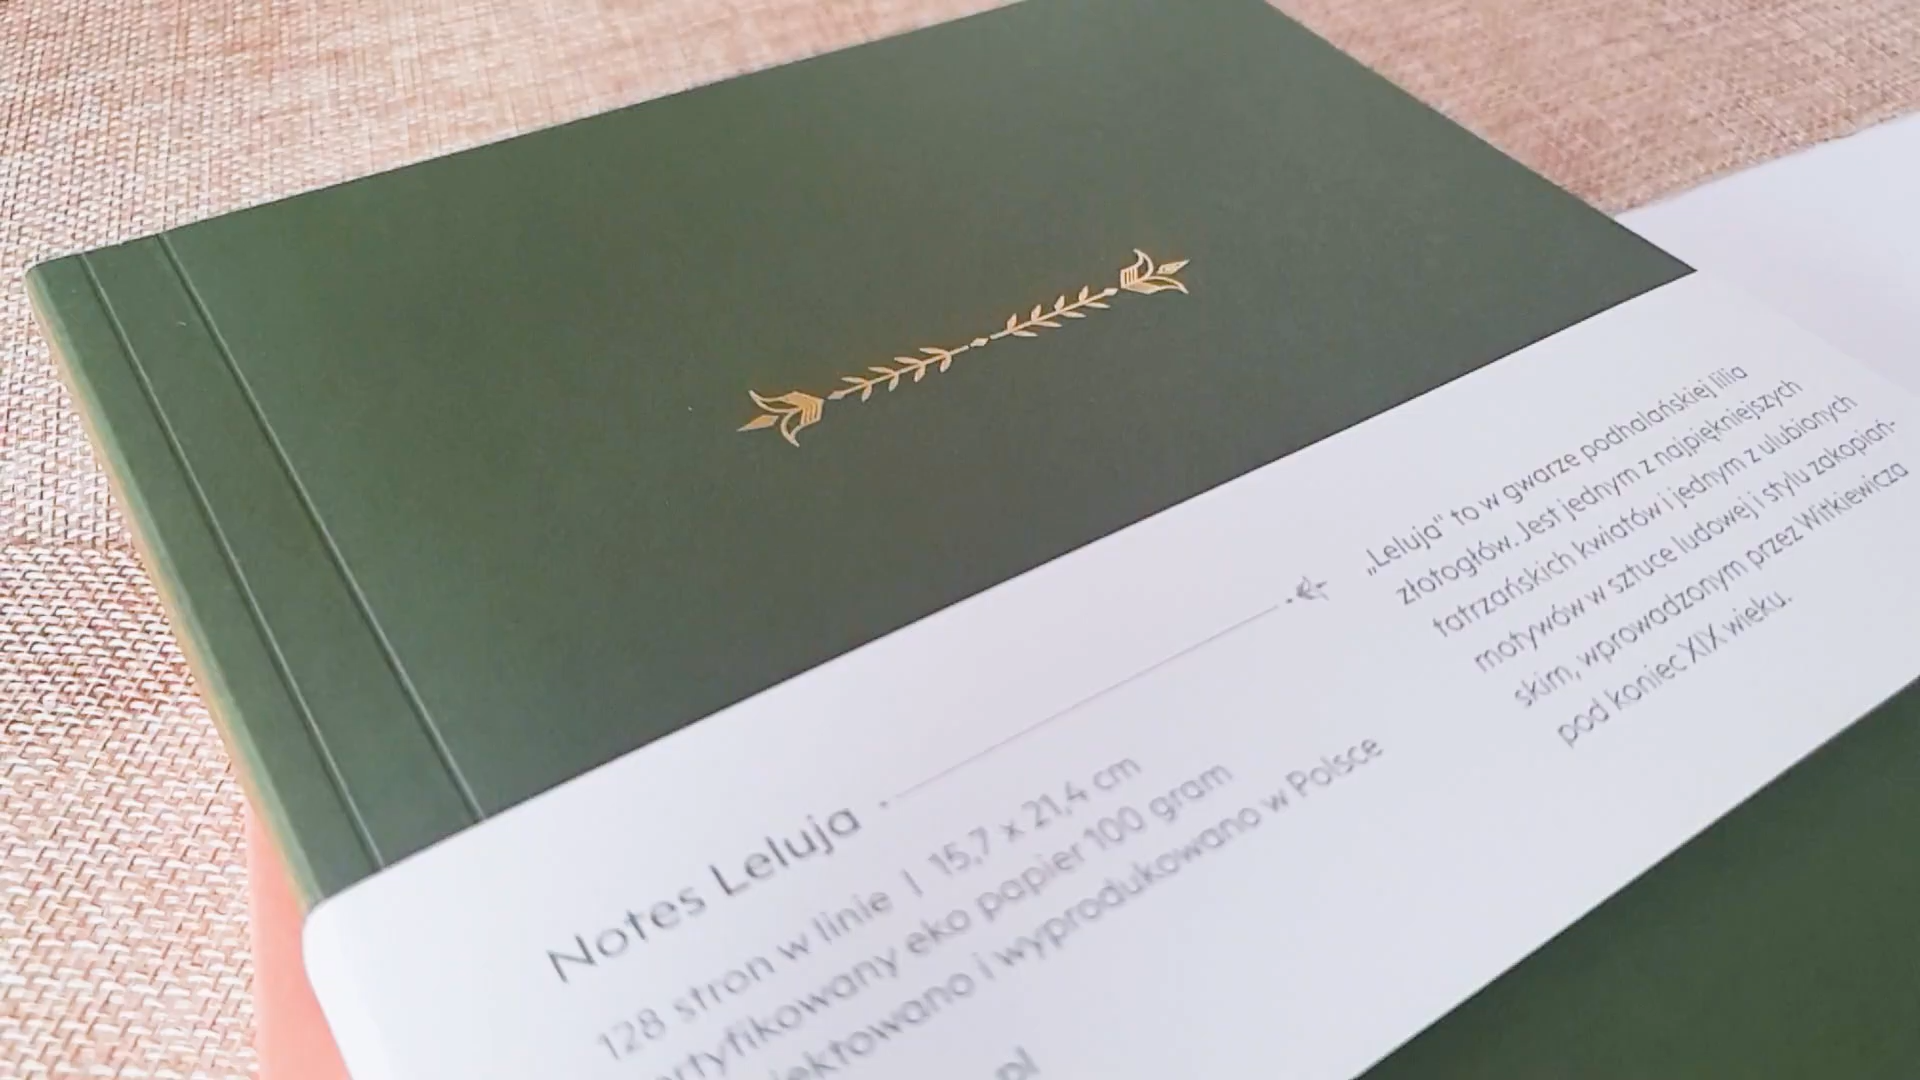 Notes Leluja
128 stron w linie | 15,7 x 21,4 cm
eko papier 100 gram
i wyprodukowano w Polsce
.pl
„Leluja" to w gwarze podhalańskiej lilia
złotogłów. Jest jednym z najpiękniejszych
tatrzańskich kwiatów i jednym z ulubionych
motywów w sztuce ludowej i stylu zakopiań-
skim, wprowadzonym przez Witkiewicza
pod koniec XIX wieku.